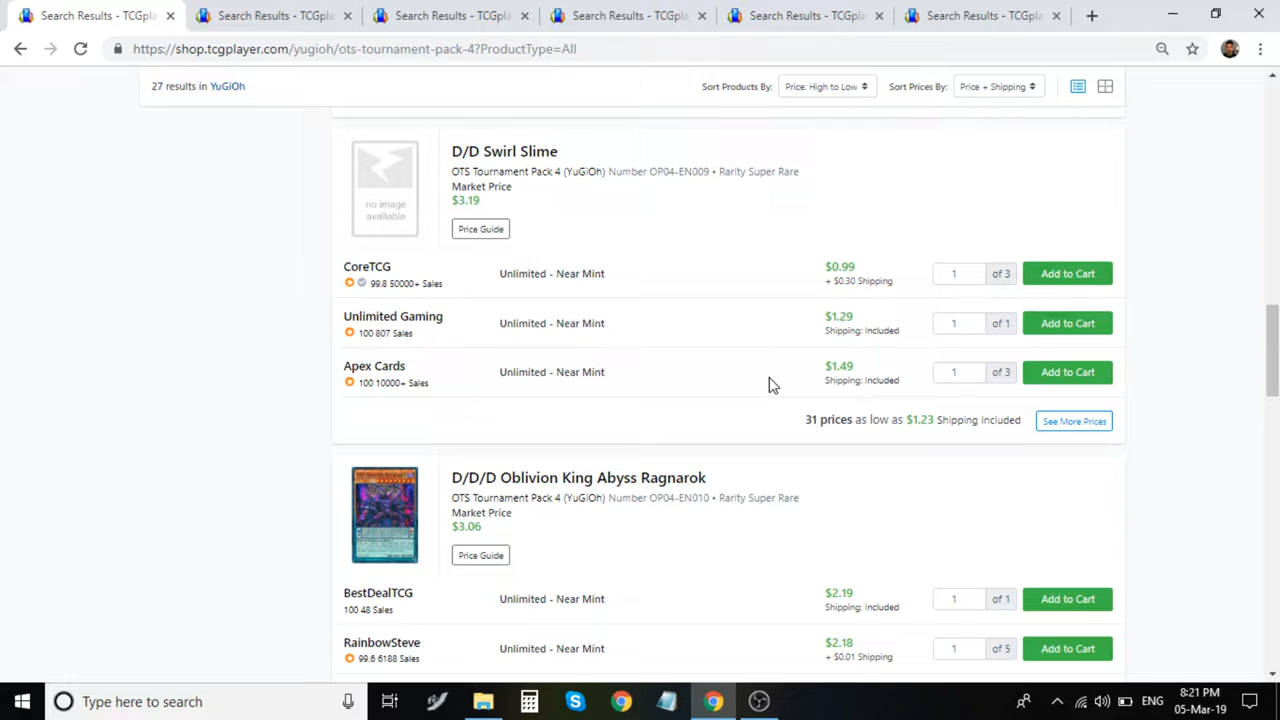 Search Results - TCGpla
Search Results - TCGpla
Search Results - TCGpla
Search Results - TCGpla
Search Results - TCGpla
Search Results - TCGpla
https://shop.tcgplayer.com/yugioh/ots-tournament-pack-4?ProductType=All
27 results in YuGiOh
Sort Products By: Price: High to Low Sort Prices By: Price + Shipping
no image
available
D/D Swirl Slime
OTS Tournament Pack 4 (YuGiOh) Number OP04-EN009 • Rarity Super Rare
Market Price
$3.19
Price Guide
CoreTCG
99.8 50000+ Sales
Unlimited - Near Mint
$0.99
+ $0.30 Shipping
1 of 3 Add to Cart
Unlimited Gaming
100 807 Sales
Unlimited - Near Mint
$1.29
Shipping: Included
1 of 1 Add to Cart
Apex Cards
100 10000+ Sales
Unlimited - Near Mint
$1.49
Shipping: Included
1 of 3 Add to Cart
31 prices as low as $1.23 Shipping Included See More Prices
D/D/D Oblivion King Abyss Ragnarok
OTS Tournament Pack 4 (YuGiOh) Number OP04-EN010 • Rarity Super Rare
Market Price
$3.06
Price Guide
BestDealTCG
100 48 Sales
Unlimited - Near Mint
$2.19
Shipping: Included
1 of 1 Add to Cart
RainbowSteve
99.6 6188 Sales
Unlimited - Near Mint
$2.18
+ $0.01 Shipping
1 of 5 Add to Cart
Type here to search
ENG
8:21 PM
05-Mar-19